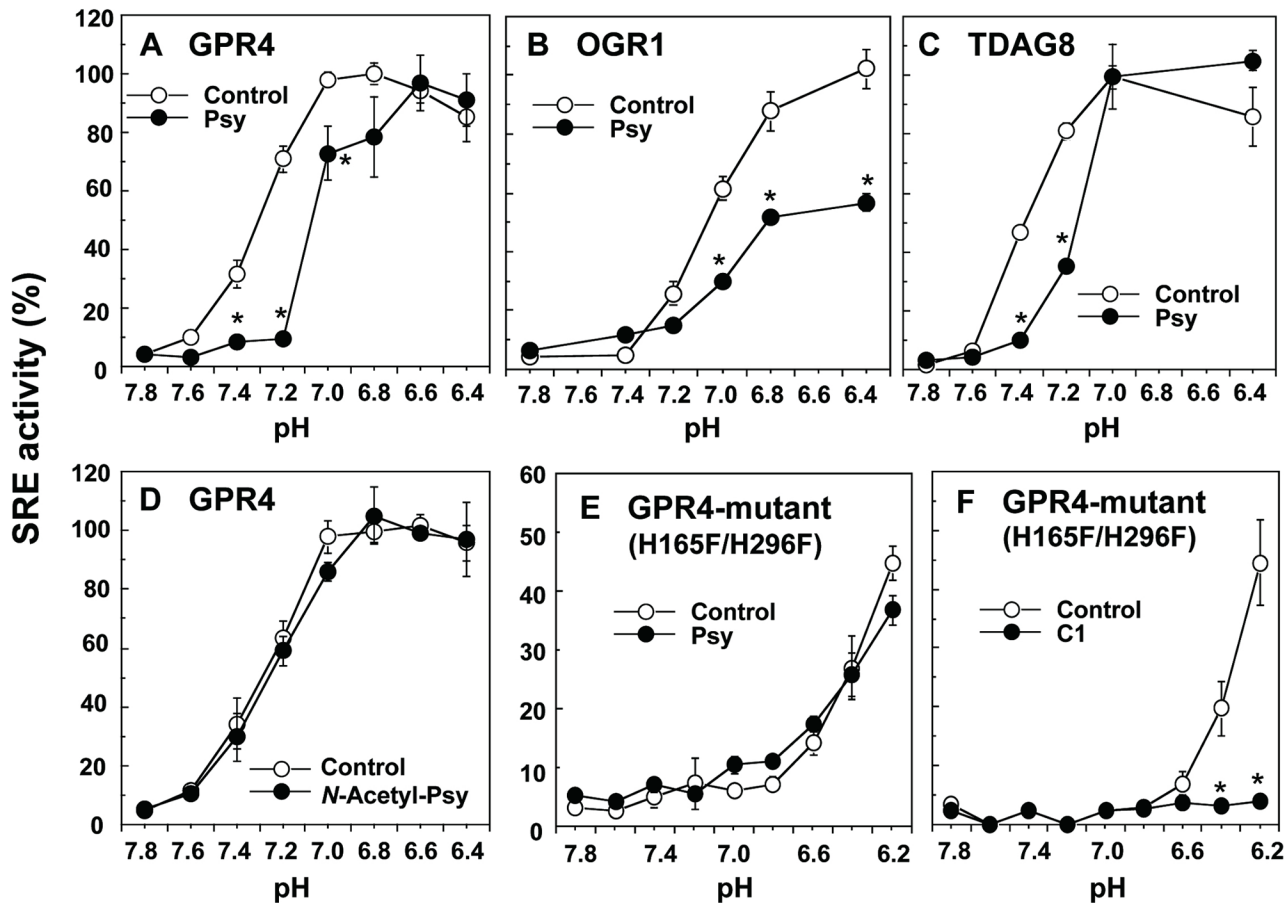 SRE activity (%)
A GPR4
Control
Psy
120
100
80
60
40
20
0
*
*
*
7.8 7.6 7.4 7.2 7.0 6.8 6.6 6.4
pH
B OGR1
Control
Psy
*
*
*
7.8 7.6 7.4 7.2 7.0 6.8 6.6 6.4
pH
C TDAG8
*
*
Control
Psy
7.8 7.6 7.4 7.2 7.0 6.8 6.6 6.4
pH
D GPR4
120
100
80
60
40
20
0
Control
N-Acetyl-Psy
7.8 7.6 7.4 7.2 7.0 6.8 6.6 6.4
pH
E GPR4-mutant
(H165F/H296F)
Control
Psy
60
50
40
30
20
10
0
7.8 7.4 7.0 6.6 6.2
pH
F GPR4-mutant
(H165F/H296F)
Control
C1
*
*
7.8 7.4 7.0 6.6 6.2
pH